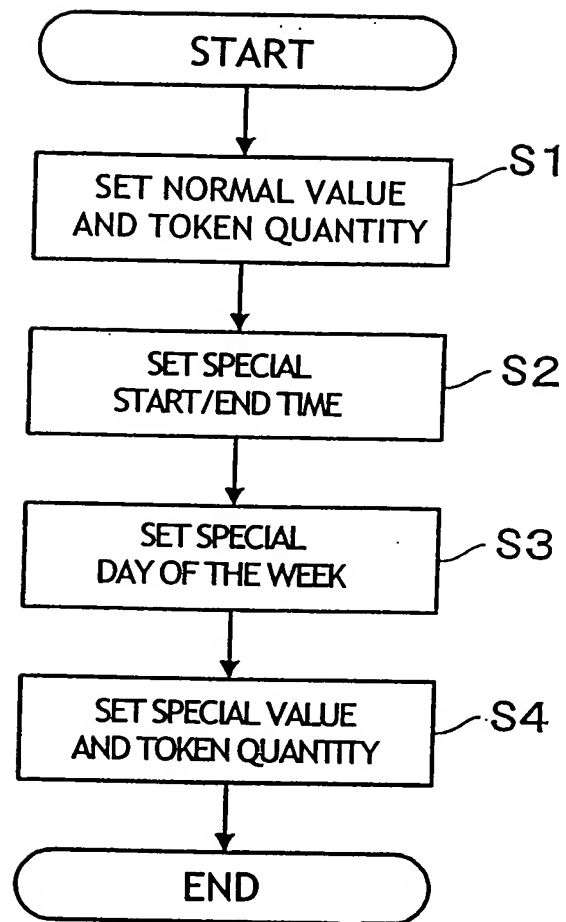 START
SET NORMAL VALUE
AND TOKEN QUANTITY
S1
SET SPECIAL
START/END TIME
S2
SET SPECIAL
DAY OF THE WEEK
S3
SET SPECIAL VALUE
AND TOKEN QUANTITY
S4
END